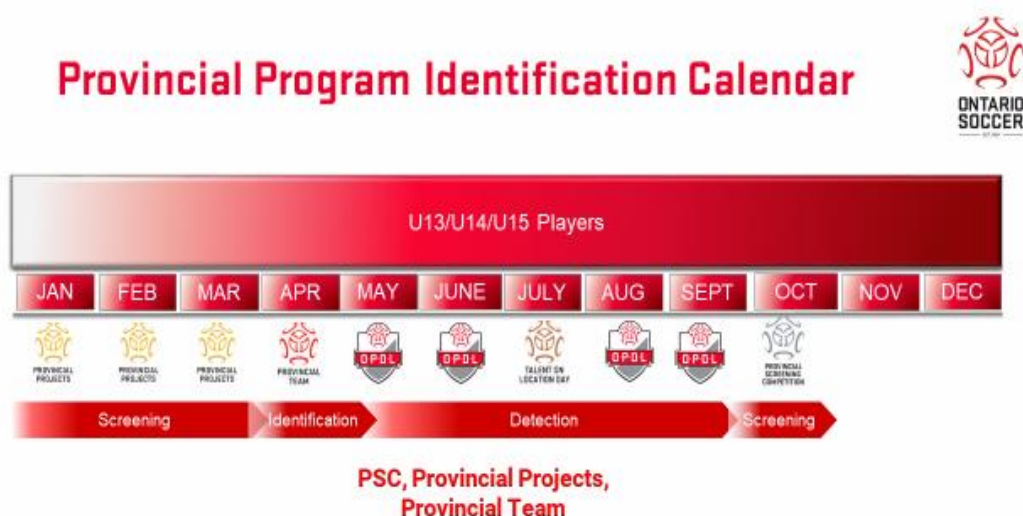 Provincial Program Identification Calendar
ONTARIO
SOCCER
U13/U14/U15 Players
JAN FEB MAR APR MAY JUNE JULY AUG SEPT OCT NOV DEC
PROVINCIAL
PROJECTS
PROVINCIAL
PROJECTS
PROVINCIAL
PROJECTS
PROVINCIAL
TEAM
OPDL
OPDL
TALENT ON
LOCATION DAY
OPDL
OPDL
PROVINCIAL
SCREENING
COMPETITION
Screening Identification Detection Screening
PSC, Provincial Projects,
Provincial Team